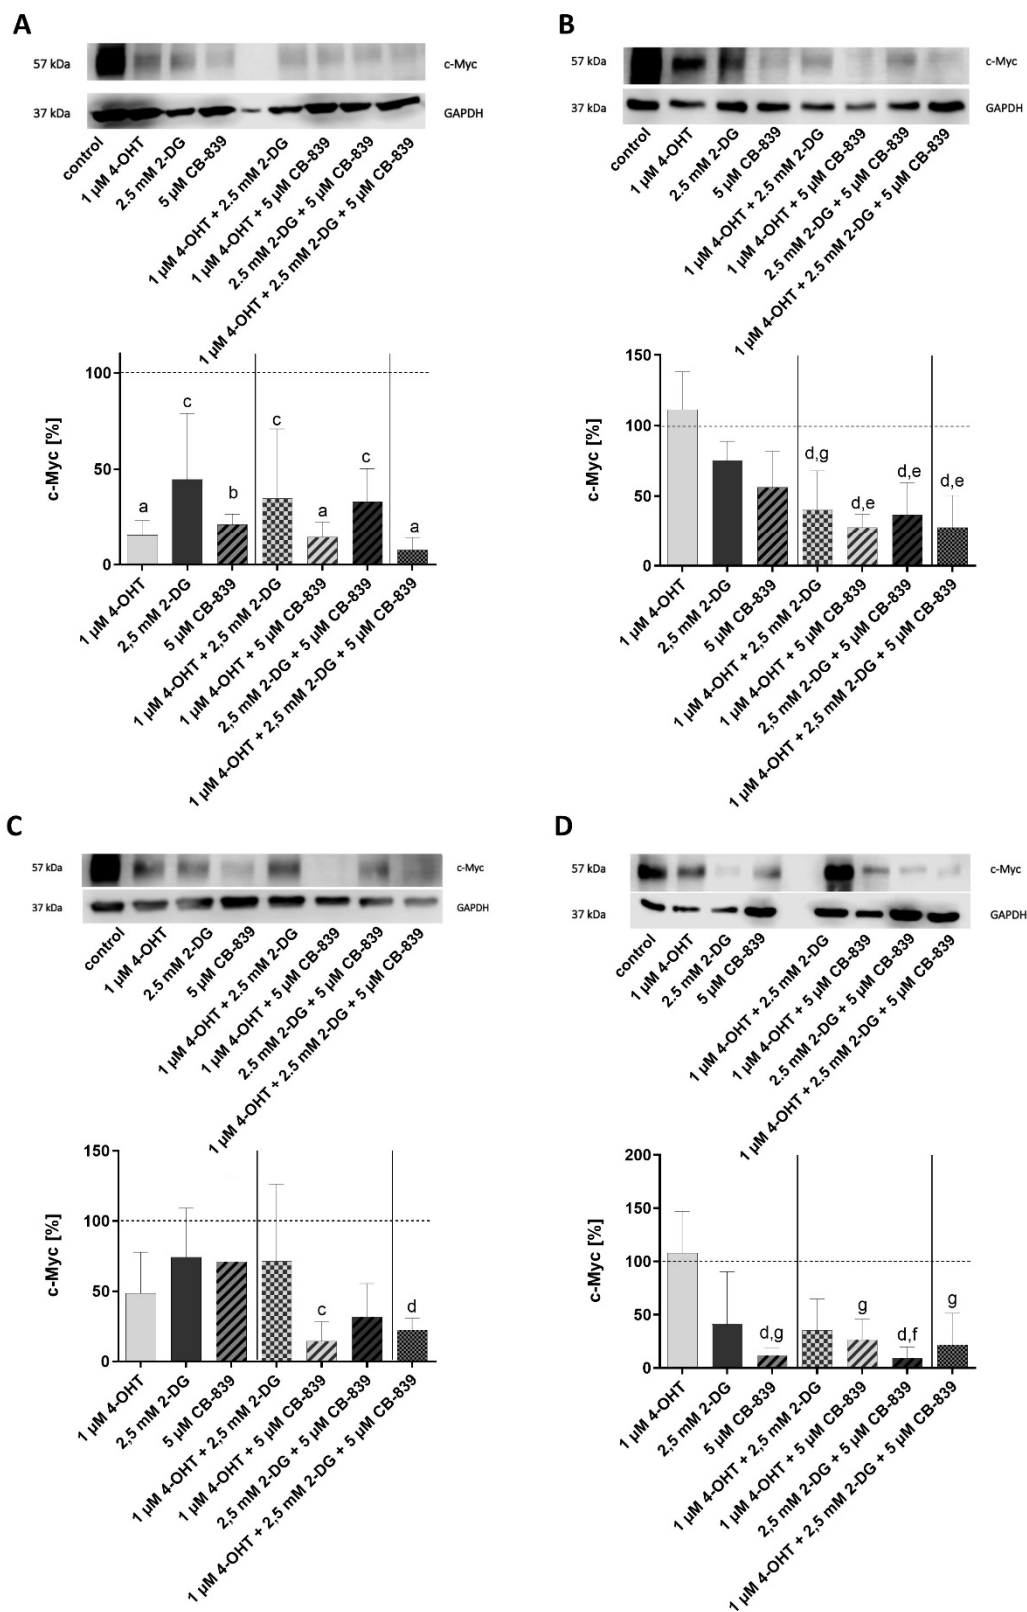 A
57 kDa
c-Myc
37 kDa
GAPDH
control
1 µM 4-OHT
2.5 mM 2-DG
5 µM CB-839
1 µM 4-OHT + 2.5 mM 2-DG
1 µM 4-OHT + 5 µM CB-839
2.5 mM 2-DG + 5 µM CB-839
1 µM 4-OHT + 2.5 mM 2-DG + 5 µM CB-839
c-Myc [%]
100
50
0
a
c
b
c
a
c
a
1 µM 4-OHT
2,5 mM 2-DG
5 µM CB-839
1 µM 4-OHT + 2,5 mM 2-DG
1 µM 4-OHT + 5 µM CB-839
2,5 mM 2-DG + 5 µM CB-839
1 µM 4-OHT + 2,5 mM 2-DG + 5 µM CB-839
B
57 kDa
c-Myc
37 kDa
GAPDH
control
1 µM 4-OHT
2.5 mM 2-DG
5 µM CB-839
1 µM 4-OHT + 2.5 mM 2-DG
1 µM 4-OHT + 5 µM CB-839
2.5 mM 2-DG + 5 µM CB-839
1 µM 4-OHT + 2.5 mM 2-DG + 5 µM CB-839
c-Myc [%]
150
100
50
0
d,g
d,e
d,e
d,e
1 µM 4-OHT
2,5 mM 2-DG
5 µM CB-839
1 µM 4-OHT + 2,5 mM 2-DG
1 µM 4-OHT + 5 µM CB-839
2,5 mM 2-DG + 5 µM CB-839
1 µM 4-OHT + 2,5 mM 2-DG + 5 µM CB-839
C
57 kDa
c-Myc
37 kDa
GAPDH
control
1 µM 4-OHT
2.5 mM 2-DG
5 µM CB-839
1 µM 4-OHT + 2.5 mM 2-DG
1 µM 4-OHT + 5 µM CB-839
2.5 mM 2-DG + 5 µM CB-839
1 µM 4-OHT + 2.5 mM 2-DG + 5 µM CB-839
c-Myc [%]
150
100
50
0
c
d
1 µM 4-OHT
2,5 mM 2-DG
5 µM CB-839
1 µM 4-OHT + 2,5 mM 2-DG
1 µM 4-OHT + 5 µM CB-839
2,5 mM 2-DG + 5 µM CB-839
1 µM 4-OHT + 2,5 mM 2-DG + 5 µM CB-839
D
57 kDa
c-Myc
37 kDa
GAPDH
control
1 µM 4-OHT
2.5 mM 2-DG
5 µM CB-839
1 µM 4-OHT + 2.5 mM 2-DG
1 µM 4-OHT + 5 µM CB-839
2.5 mM 2-DG + 5 µM CB-839
1 µM 4-OHT + 2.5 mM 2-DG + 5 µM CB-839
c-Myc [%]
200
150
100
50
0
d,g
g
d,f
g
1 µM 4-OHT
2,5 mM 2-DG
5 µM CB-839
1 µM 4-OHT + 2,5 mM 2-DG
1 µM 4-OHT + 5 µM CB-839
2,5 mM 2-DG + 5 µM CB-839
1 µM 4-OHT + 2,5 mM 2-DG + 5 µM CB-839